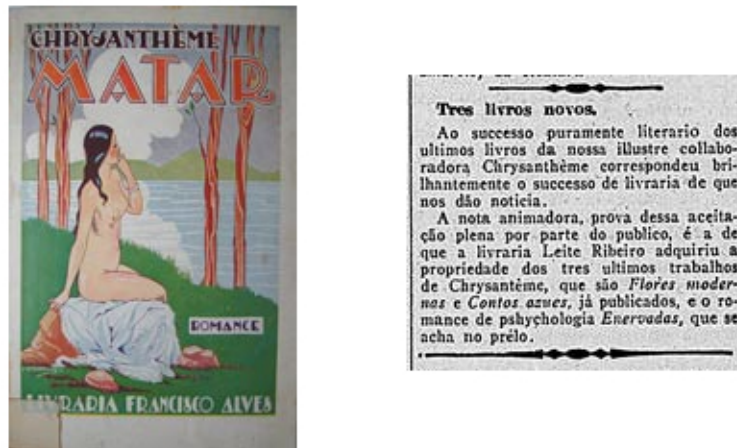 CHRYSANTHÈME
MATAR
ROMANCE
LIVRARIA FRANCISCO ALVES
Tres livros novos.
Ao successo puramente literario dos
ultimos livros da nossa illustre collabo-
radora Chrysanthème correspondeu bri-
lhantemente o successo de livraria de que
nos dão noticia.
A nota animadora, prova dessa aceita-
ção plena por parte do publico, é a de
que a livraria Leite Ribeiro adquiriu a
propriedade dos tres ultimos trabalhos
de Chrysantème, que são Flores moder-
nas e Contos azues, já publicados, e o ro-
mance de pshychologia Enervadas, que se
acha no prélo.